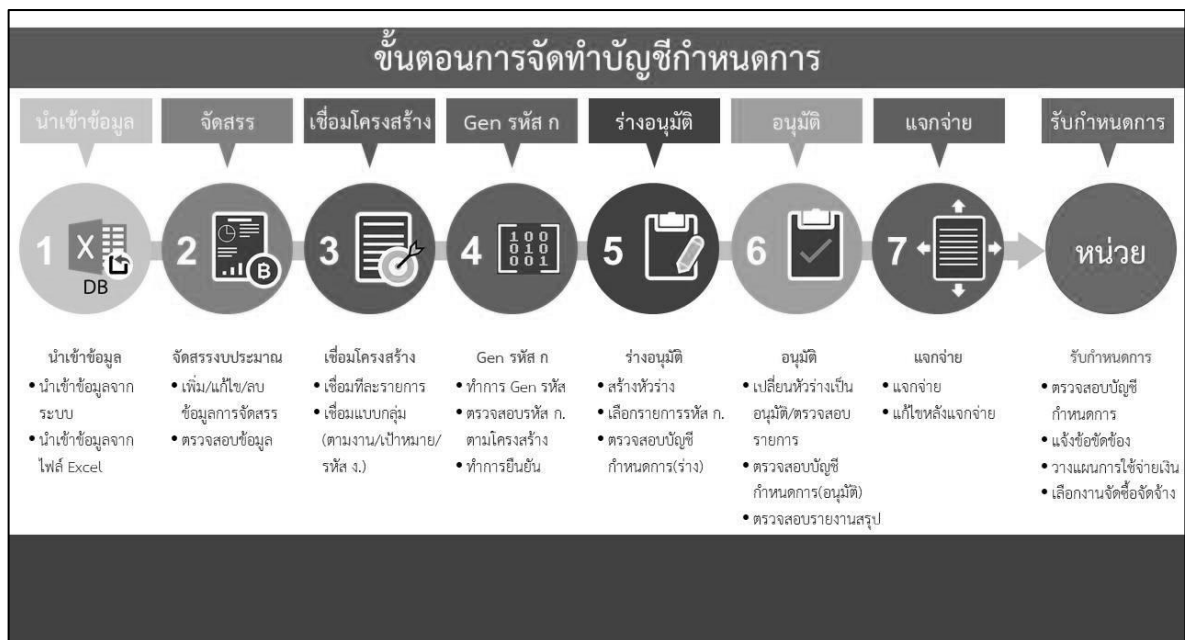 ขั้นตอนการจัดทำบัญชีกำหนดการ
นำเข้าข้อมูล
จัดสรร
เชื่อมโครงสร้าง
Gen รหัส ก
ร่างอนุมัติ
อนุมัติ
แจกจ่าย
รับกำหนดการ
1
X
DB
2
B
3
4
1 0 0
0 1 0
0 0 1
5
6
7
หน่วย
นำเข้าข้อมูล
• นำเข้าข้อมูลจาก
ระบบ
• นำเข้าข้อมูลจาก
ไฟล์ Excel
จัดสรรงบประมาณ
• เพิ่ม/แก้ไข/ลบ
ข้อมูลการจัดสรร
• ตรวจสอบข้อมูล
เชื่อมโครงสร้าง
• เชื่อมทีละรายการ
• เชื่อมแบบกลุ่ม
(ตามงาน/เป้าหมาย/
รหัส ง.)
Gen รหัส ก
• ทำการ Gen รหัส
• ตรวจสอบรหัส ก.
ตามโครงสร้าง
• ทำการยืนยัน
ร่างอนุมัติ
• สร้างหัวร่าง
• เลือกรายการรหัส ก.
• ตรวจสอบบัญชี
กำหนดการ(ร่าง)
อนุมัติ
• เปลี่ยนหัวร่างเป็น
อนุมัติ/ตรวจสอบ
รายการ
• ตรวจสอบบัญชี
กำหนดการ(อนุมัติ)
• ตรวจสอบรายงานสรุป
แจกจ่าย
• แจกจ่าย
• แก้ไขหลังแจกจ่าย
รับกำหนดการ
• ตรวจสอบบัญชี
กำหนดการ
• แจ้งข้อขัดข้อง
• วางแผนการใช้จ่ายเงิน
• เลือกงานจัดซื้อจัดจ้าง